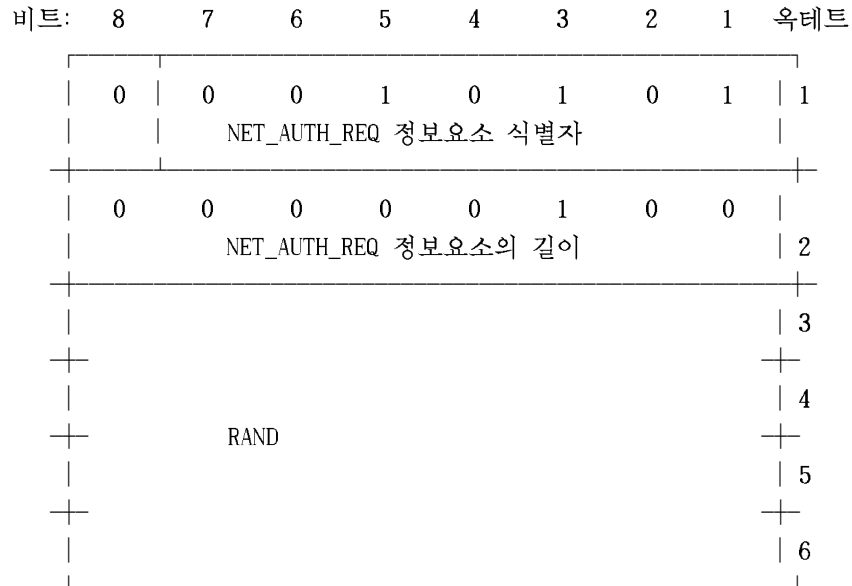 비트: 8 7 6 5 4 3 2 1 옥테트
0 0 0 1 0 1 0 1 1
NET_AUTH_REQ 정보요소 식별자
0 0 0 0 0 1 0 0
NET_AUTH_REQ 정보요소의 길이 2
3
4
RAND
5
6